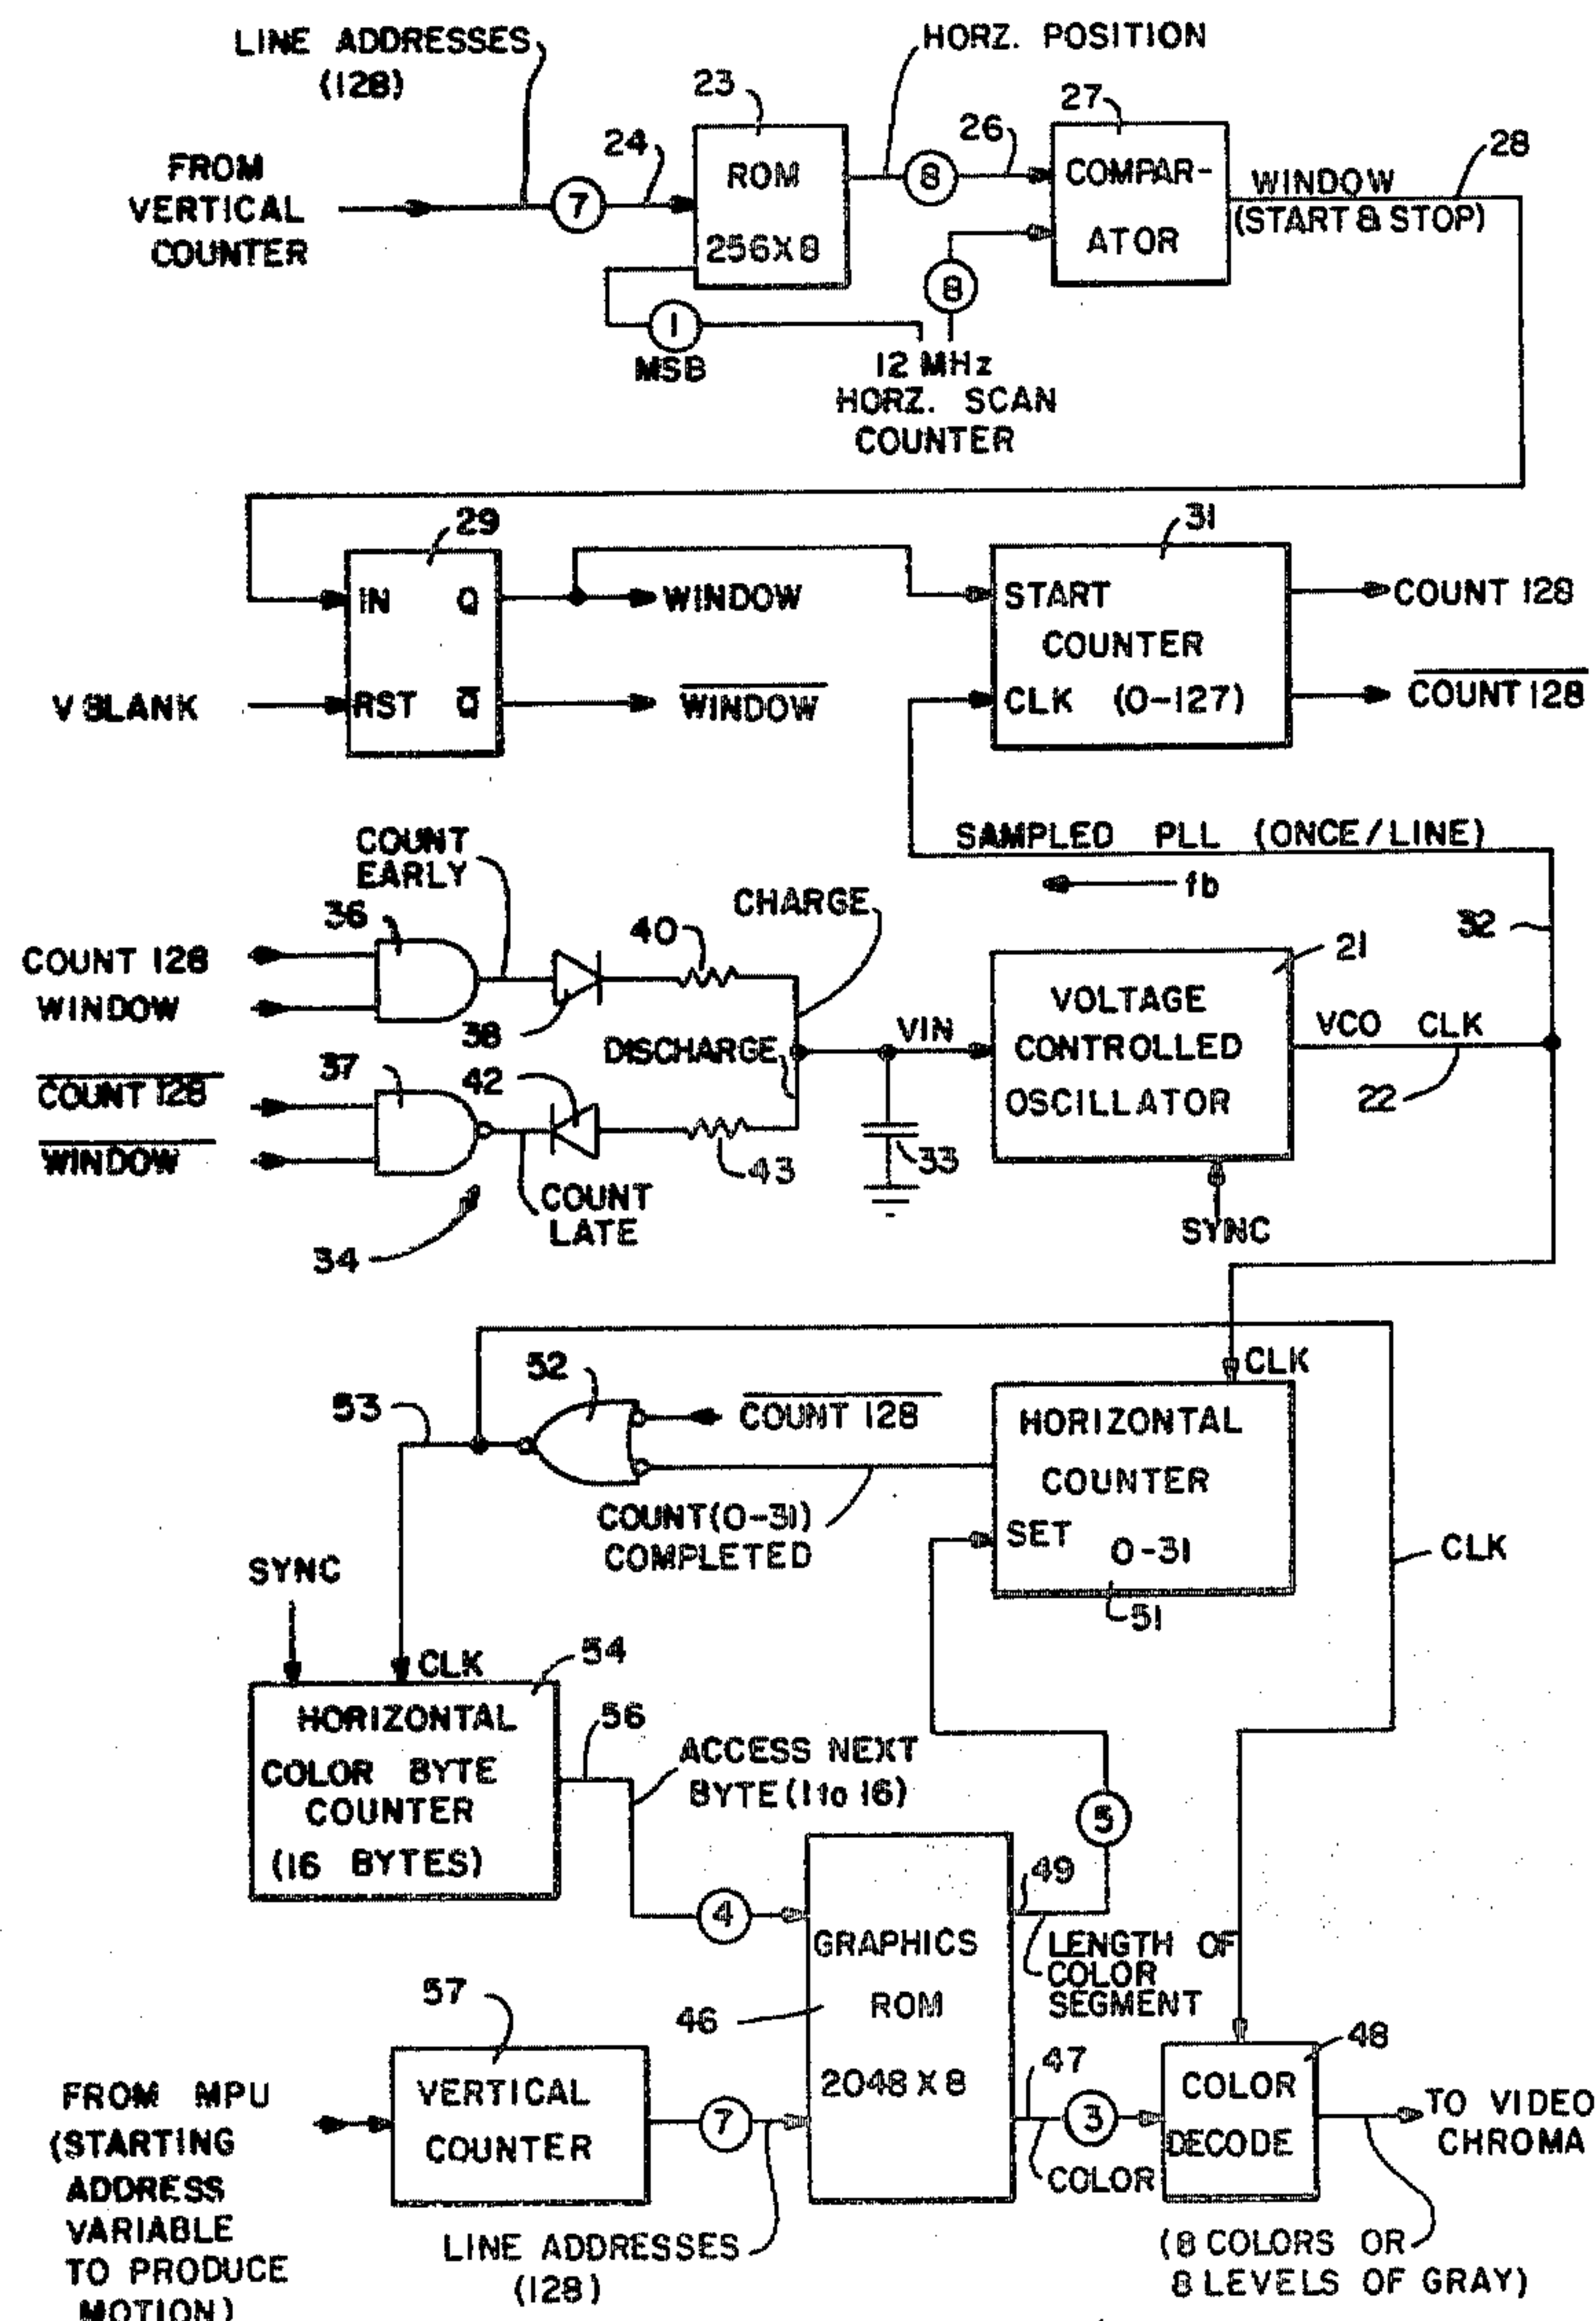 LINE ADDRESSES
(128)
HORZ. POSITION
23
27
24
26
28
FROM
VERTICAL
COUNTER
7
ROM
256X8
8
COMPAR-
ATOR
WINDOW
(START & STOP)
8
1
MSB
12 MHz
HORZ. SCAN
COUNTER
29
31
IN Q
WINDOW
START
COUNTER
CLK (0-127)
COUNT 128
V BLANK
RST Q̅
WINDOW
COUNT 128
SAMPLED PLL (ONCE/LINE)
fb
COUNT
EARLY
CHARGE
36
40
32
21
COUNT 128
WINDOW
38
VOLTAGE
CONTROLLED
OSCILLATOR
VCO CLK
22
DISCHARGE
VIN
37
42
COUNT 128
WINDOW
43
33
COUNT
LATE
34
SYNC
52
CLK
53
COUNT 128
HORIZONTAL
COUNTER
SET 0-31
COUNT(0-31)
COMPLETED
CLK
51
SYNC
CLK
54
HORIZONTAL
COLOR BYTE
COUNTER
(16 BYTES)
56
ACCESS NEXT
BYTE (1 to 16)
5
4
49
GRAPHICS
ROM
2048 X 8
LENGTH OF
COLOR
SEGMENT
57
46
48
47
FROM MPU
(STARTING
ADDRESS
VARIABLE
TO PRODUCE
MOTION)
VERTICAL
COUNTER
7
3
COLOR
DECODE
TO VIDEO
CHROMA
COLOR
LINE ADDRESSES
(128)
(8 COLORS OR
8 LEVELS OF GRAY)